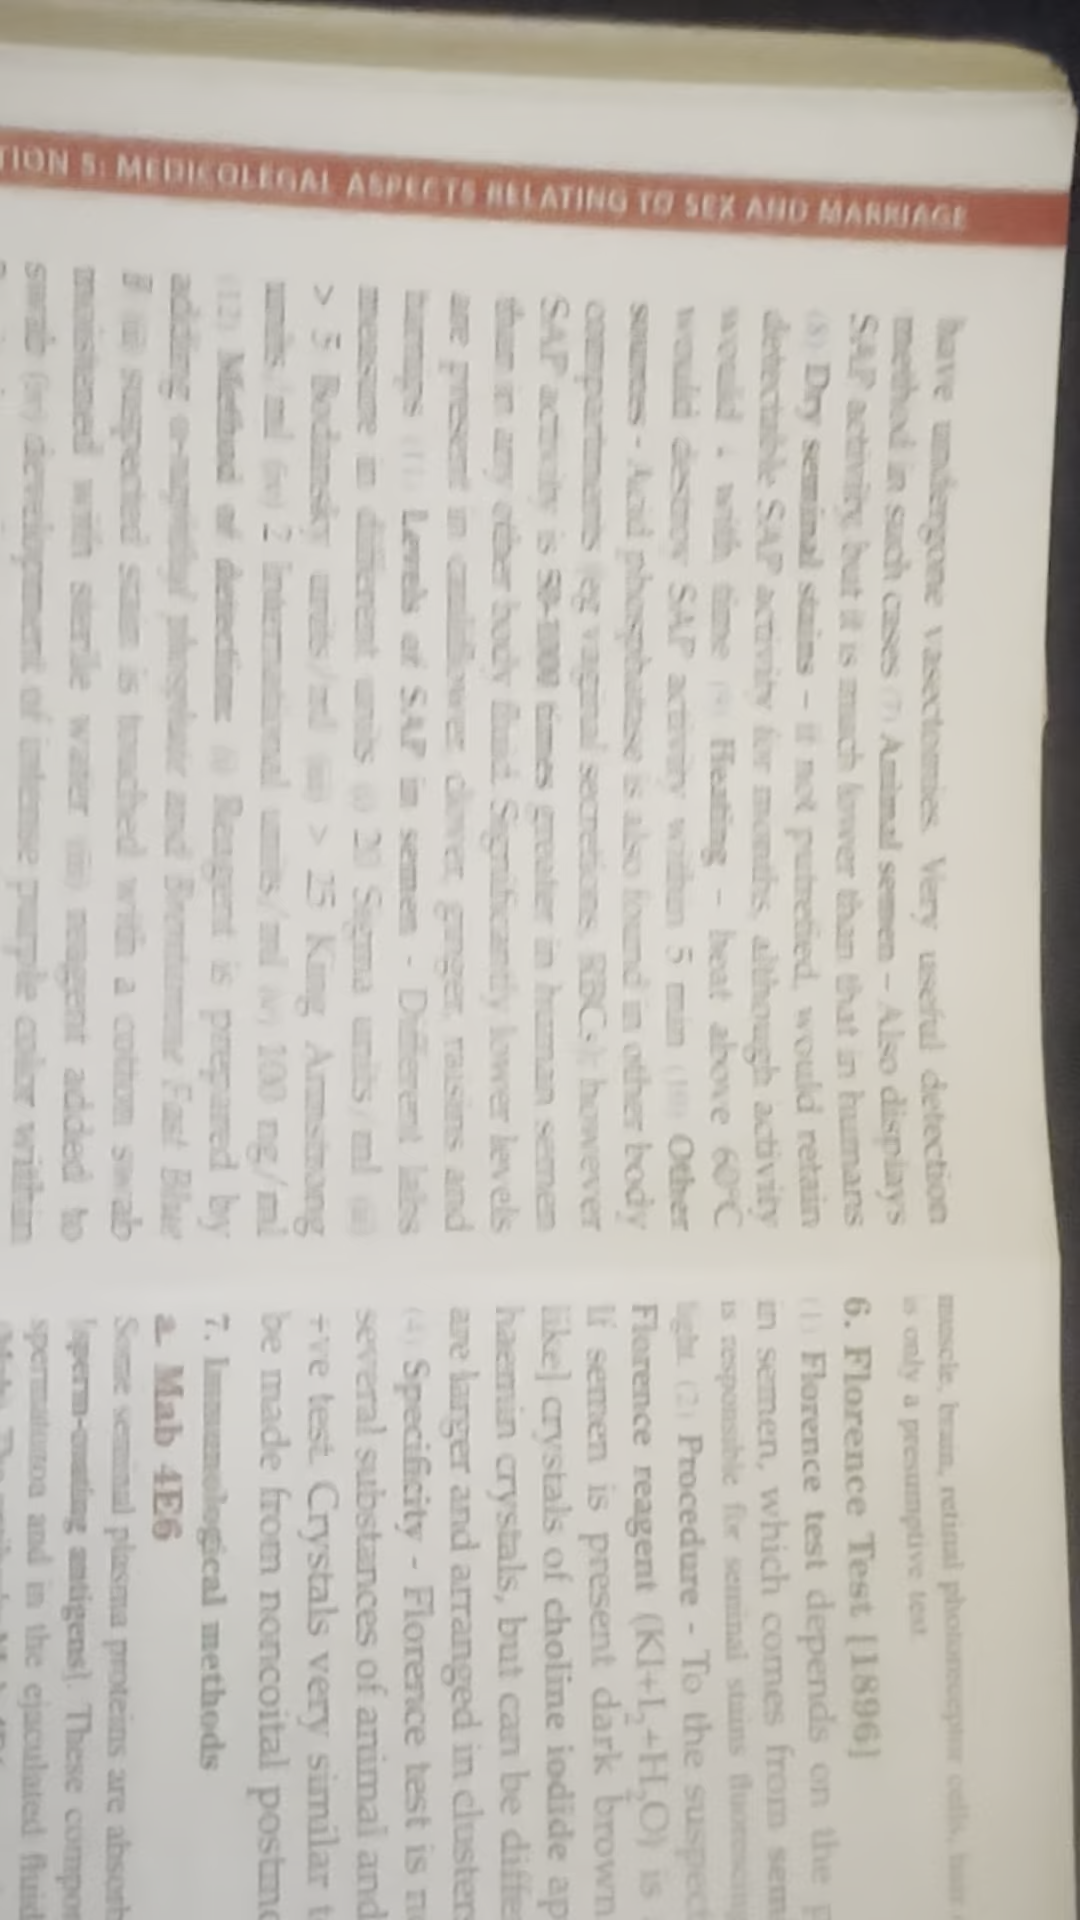 TION 5: MEDICOLEGAL ASPECTS RELATING TO SEX AND MARRIAGE
have undergone vasectomies. Very useful detection
method in such cases (7) Animal semen - Also displays
SAP activity, but it is much lower than that in humans
(8) Dry seminal stains - if not putrefied, would retain
detectable SAP activity for months, although activity
would ↓ with time (9) Heating - heat above 60°C
would destroy SAP activity within 5 min (10) Other
sources - Acid phosphatase is also found in other body
compartments (eg vaginal secretions, RBCs); however
SAP activity is 50-1000 times greater in human semen
than in any other body fluid. Significantly lower levels
are present in cauliflower, clover, ginger, raisins and
turnips (11) Levels of SAP in semen - Different labs
measure in different units (i) 20 Sigma units/ml (ii)
> 5 Bodansky units/ml (iii) > 25 King Armstrong
units/ml (iv) 2 International units/ml (v) 100 ng/ml
(12) Method of detection: (i) Reagent is prepared by
adding α-napthyl phosphate and Brentamine Fast Blue
(ii) suspected stain is touched with a cotton swab
moistened with sterile water (iii) reagent added to
swab (iv) development of intense purple color within
muscle, brain, retinal photoreceptor cells, hair
is only a presumptive test.
6. Florence Test [1896]
(1) Florence test depends on the
in semen, which comes from sem
is responsible for seminal stains fluorescing
light. (2) Procedure - To the suspect
Florence reagent (KI+I₂+H₂O) is
If semen is present dark brown
like] crystals of choline iodide ap
haemin crystals, but can be diffe
are larger and arranged in clusters
(4) Specificity - Florence test is n
several substances of animal and
+ve test. Crystals very similar t
be made from noncoital postmo
7. Immunological methods
a. Mab 4E6
Some seminal plasma proteins are absorb
[sperm-coating antigens]. These compon
spermatozoa and in the ejaculated fluid